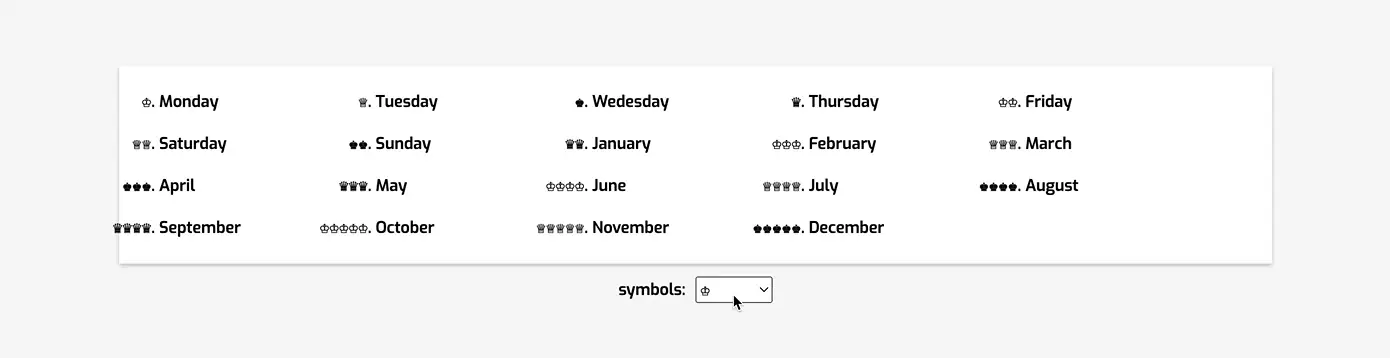 ♔. Monday ♕. Tuesday ♚. Wedesday ♛. Thursday ♔♔. Friday
♕♕. Saturday ♚♚. Sunday ♛♛. January ♔♔♔. February ♕♕♕. March
♚♚♚. April ♛♛♛. May ♔♔♔♔. June ♕♕♕♕. July ♚♚♚♚. August
♛♛♛♛. September ♔♔♔♔♔. October ♕♕♕♕♕. November ♚♚♚♚♚. December
symbols: ♔